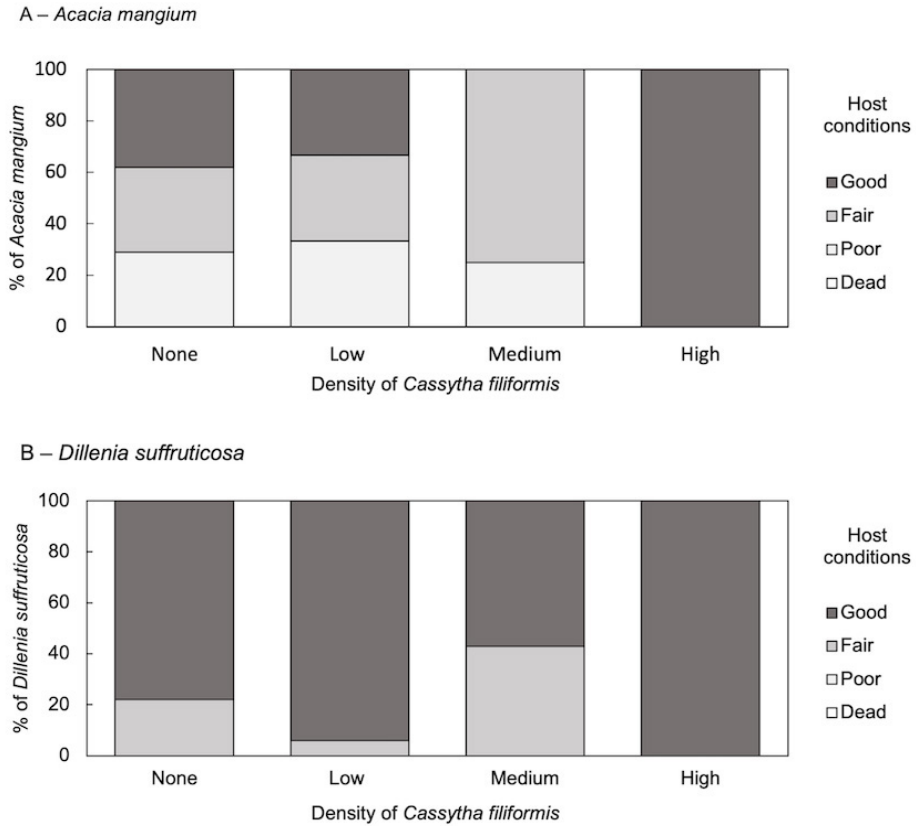 A – Acacia mangium
100
80
60
40
20
0
% of Acacia mangium
None Low Medium High
Density of Cassytha filiformis
Host
conditions
Good
Fair
Poor
Dead
B – Dillenia suffruticosa
100
80
60
40
20
0
% of Dillenia suffruticosa
None Low Medium High
Density of Cassytha filiformis
Host
conditions
Good
Fair
Poor
Dead